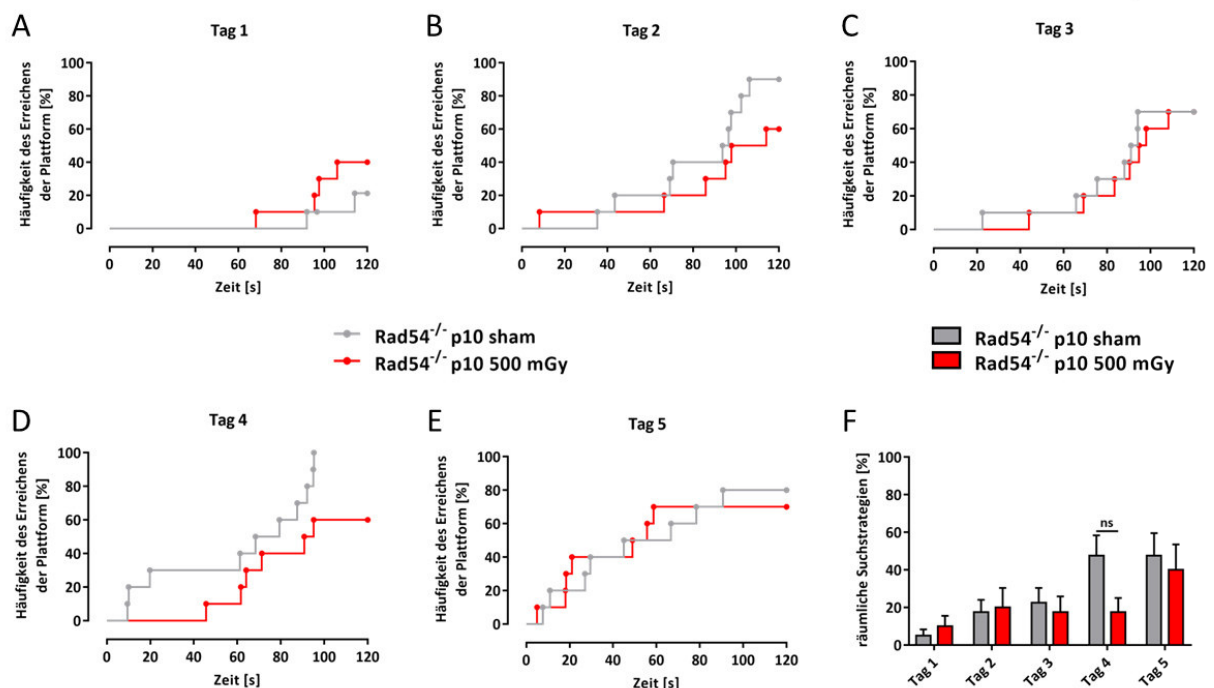 A
Tag 1
Häufigkeit des Erreichens
der Plattform [%]
100
80
60
40
20
0
0 20 40 60 80 100 120
Zeit [s]
B
Tag 2
Häufigkeit des Erreichens
der Plattform [%]
100
80
60
40
20
0
0 20 40 60 80 100 120
Zeit [s]
C
Tag 3
Häufigkeit des Erreichens
der Plattform [%]
100
80
60
40
20
0
0 20 40 60 80 100 120
Zeit [s]
Rad54-/- p10 sham
Rad54-/- p10 500 mGy
Rad54-/- p10 sham
Rad54-/- p10 500 mGy
D
Tag 4
Häufigkeit des Erreichens
der Plattform [%]
100
80
60
40
20
0
0 20 40 60 80 100 120
Zeit [s]
E
Tag 5
Häufigkeit des Erreichens
der Plattform [%]
100
80
60
40
20
0
0 20 40 60 80 100 120
Zeit [s]
F
räumliche Suchstrategien [%]
100
80
60
40
20
0
ns
Tag 1 Tag 2 Tag 3 Tag 4 Tag 5